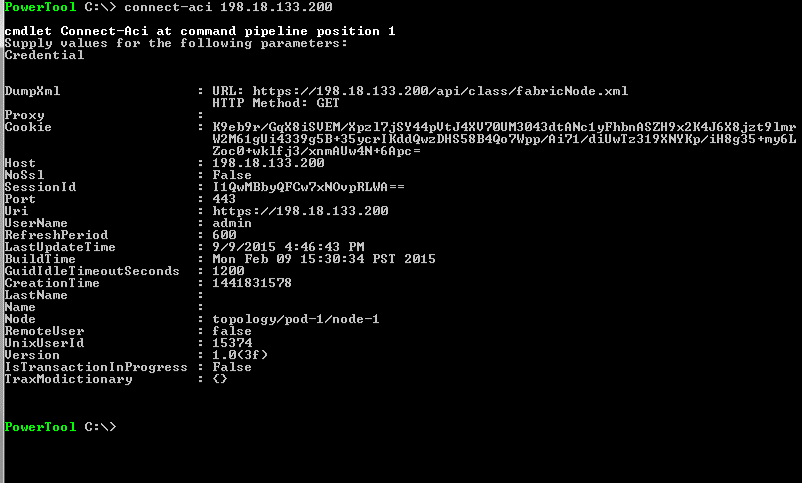 PowerTool C:\> connect-aci 198.18.133.200
cmdlet Connect-Aci at command pipeline position 1
Supply values for the following parameters:
Credential
DumpXml : URL: https://198.18.133.200/api/class/fabricNode.xml
HTTP Method: GET
Proxy :
Cookie : K9eb9r/GqX8iSVEM/Xpzl7jSY44pVtJ4XV70UM3043dtANc1yFhbnASZH9x2K4J6X8jzt9lmr
W2M61gUi4339g5B+35ycrIKddQwzDHS58B4Qo7Wpp/Ai71/diUwTz319XNYKp/iH8g35+my6L
Zoc0+wklfj3/xnmAUw4N+6Apc=
Host : 198.18.133.200
NoSsl : False
SessionId : I1QwMBbyQFCw7xNOvpRLWA==
Port : 443
Uri : https://198.18.133.200
UserName : admin
RefreshPeriod : 600
LastUpdateTime : 9/9/2015 4:46:43 PM
BuildTime : Mon Feb 09 15:30:34 PST 2015
GuidIdleTimeoutSeconds : 1200
CreationTime : 1441831578
LastName :
Name :
Node : topology/pod-1/node-1
RemoteUser : false
UnixUserId : 15374
Version : 1.0(3f)
IsTransactionInProgress : False
TraxModictionary : {}
PowerTool C:\>